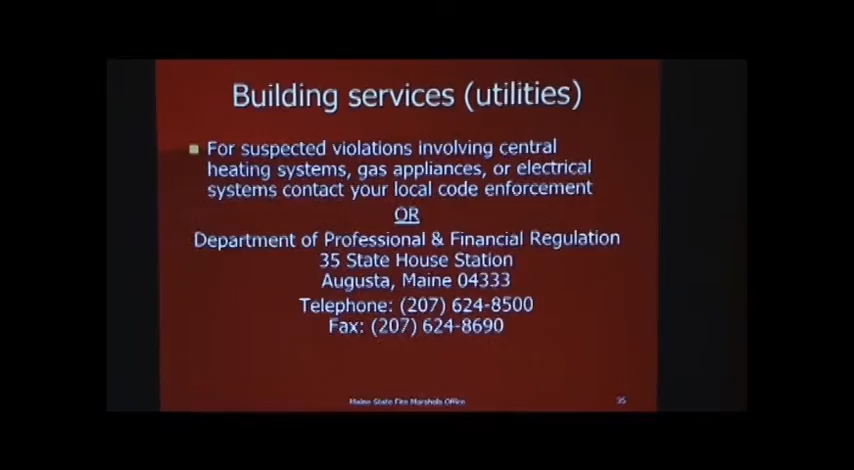 Building services (utilities)
For suspected violations involving central
heating systems, gas appliances, or electrical
systems contact your local code enforcement
OR
Department of Professional & Financial Regulation
35 State House Station
Augusta, Maine 04333
Telephone: (207) 624-8500
Fax: (207) 624-8690
Maine State Fire Marshals Office
35